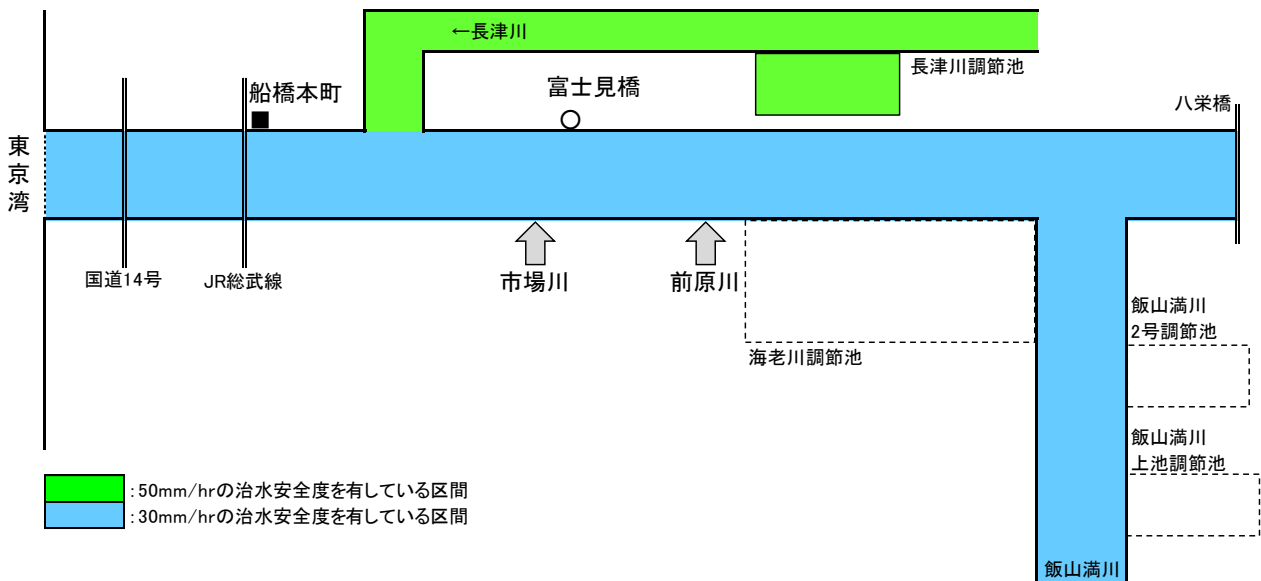 ←長津川
長津川調節池
船橋本町
富士見橋
八栄橋
東京湾
国道14号
JR総武線
市場川
前原川
海老川調節池
飯山満川
2号調節池
飯山満川
上池調節池
:50mm/hrの治水安全度を有している区間
:30mm/hrの治水安全度を有している区間
飯山満川